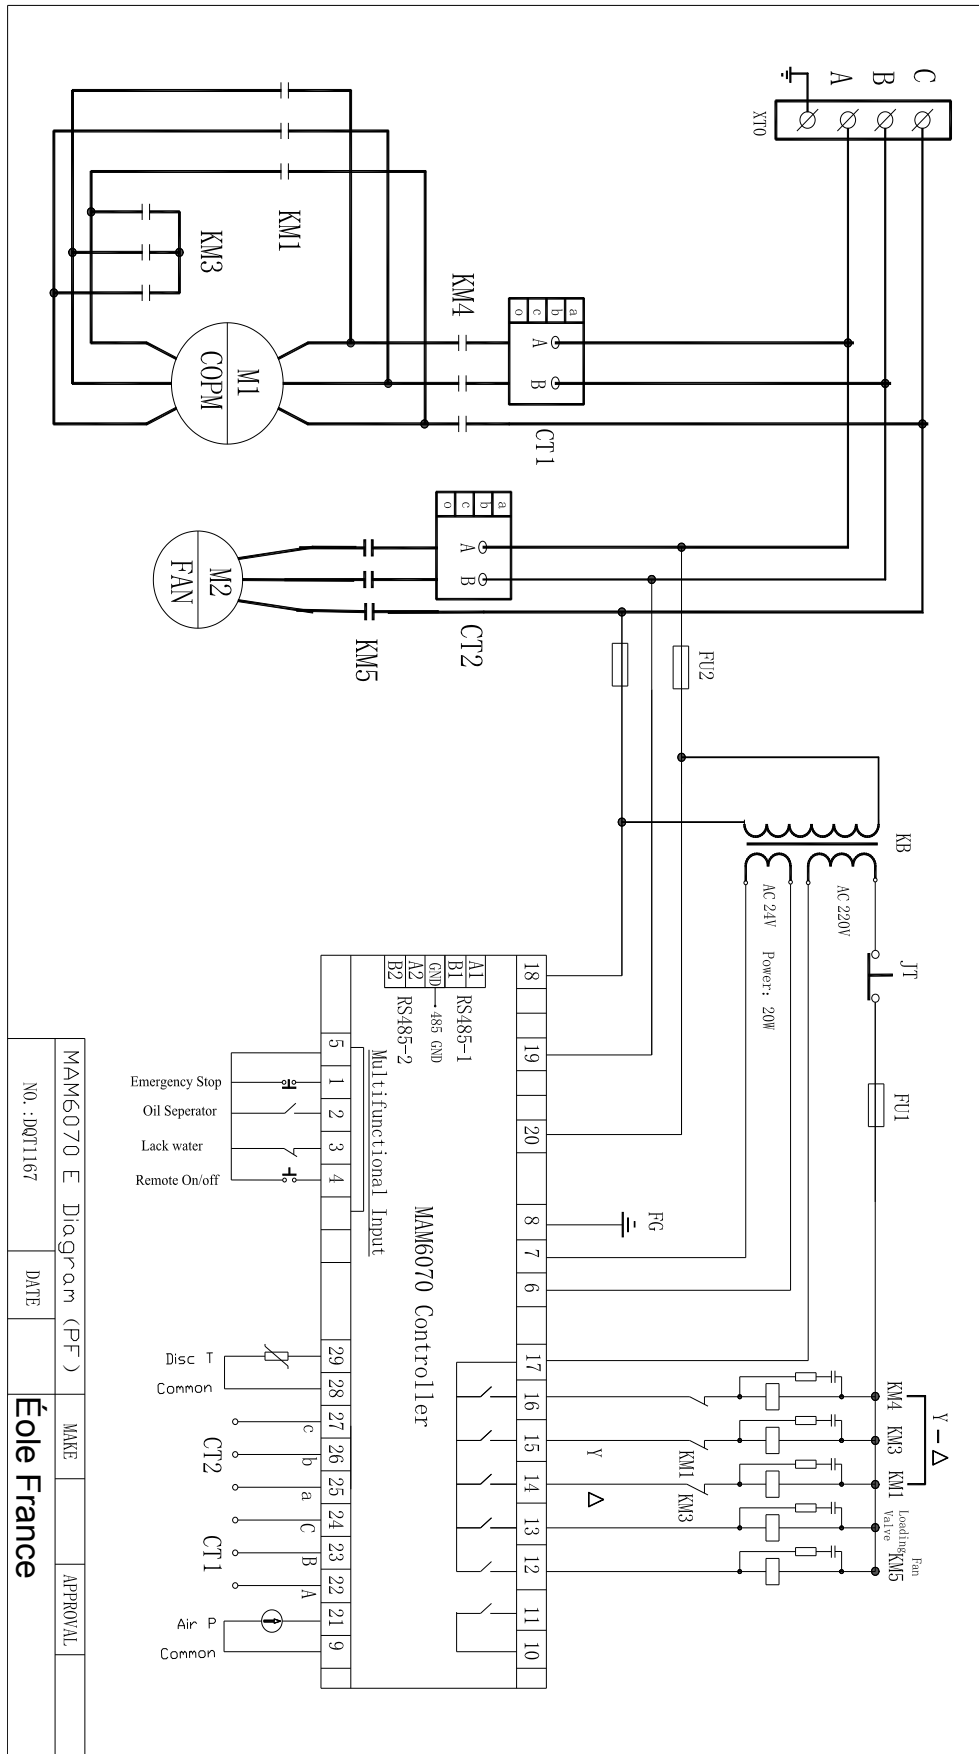 C
B
A
XT0
KM1
KM3
KM4
a
b
c
o
A
B
CT1
M1
COPM
a
b
c
o
A
B
CT2
M2
FAN
KM5
FU2
KB
AC 220V
AC 24V
Power: 20W
JT
FU1
18
19
20
8
7
6
17
16
15
14
13
12
11
10
FG
A1
B1
GND
A2
B2
RS485-1
485 GND
RS485-2
Multifunctional Input
MAM6070 Controller
5
1
2
3
4
Emergency Stop
Oil Seperator
Lack water
Remote On/off
29
28
27
26
25
24
23
22
21
9
Disc T
Common
c
b
a
CT2
C
B
A
CT1
Air P
Common
Y-Δ
KM4
KM3
KM1
Loading
Valve
Fan
KM5
KM1
KM3
Y
Δ
MAM6070 E Diagram (PF)
MAKE
APPROVAL
NO.:DQT1167
DATE
Éole France